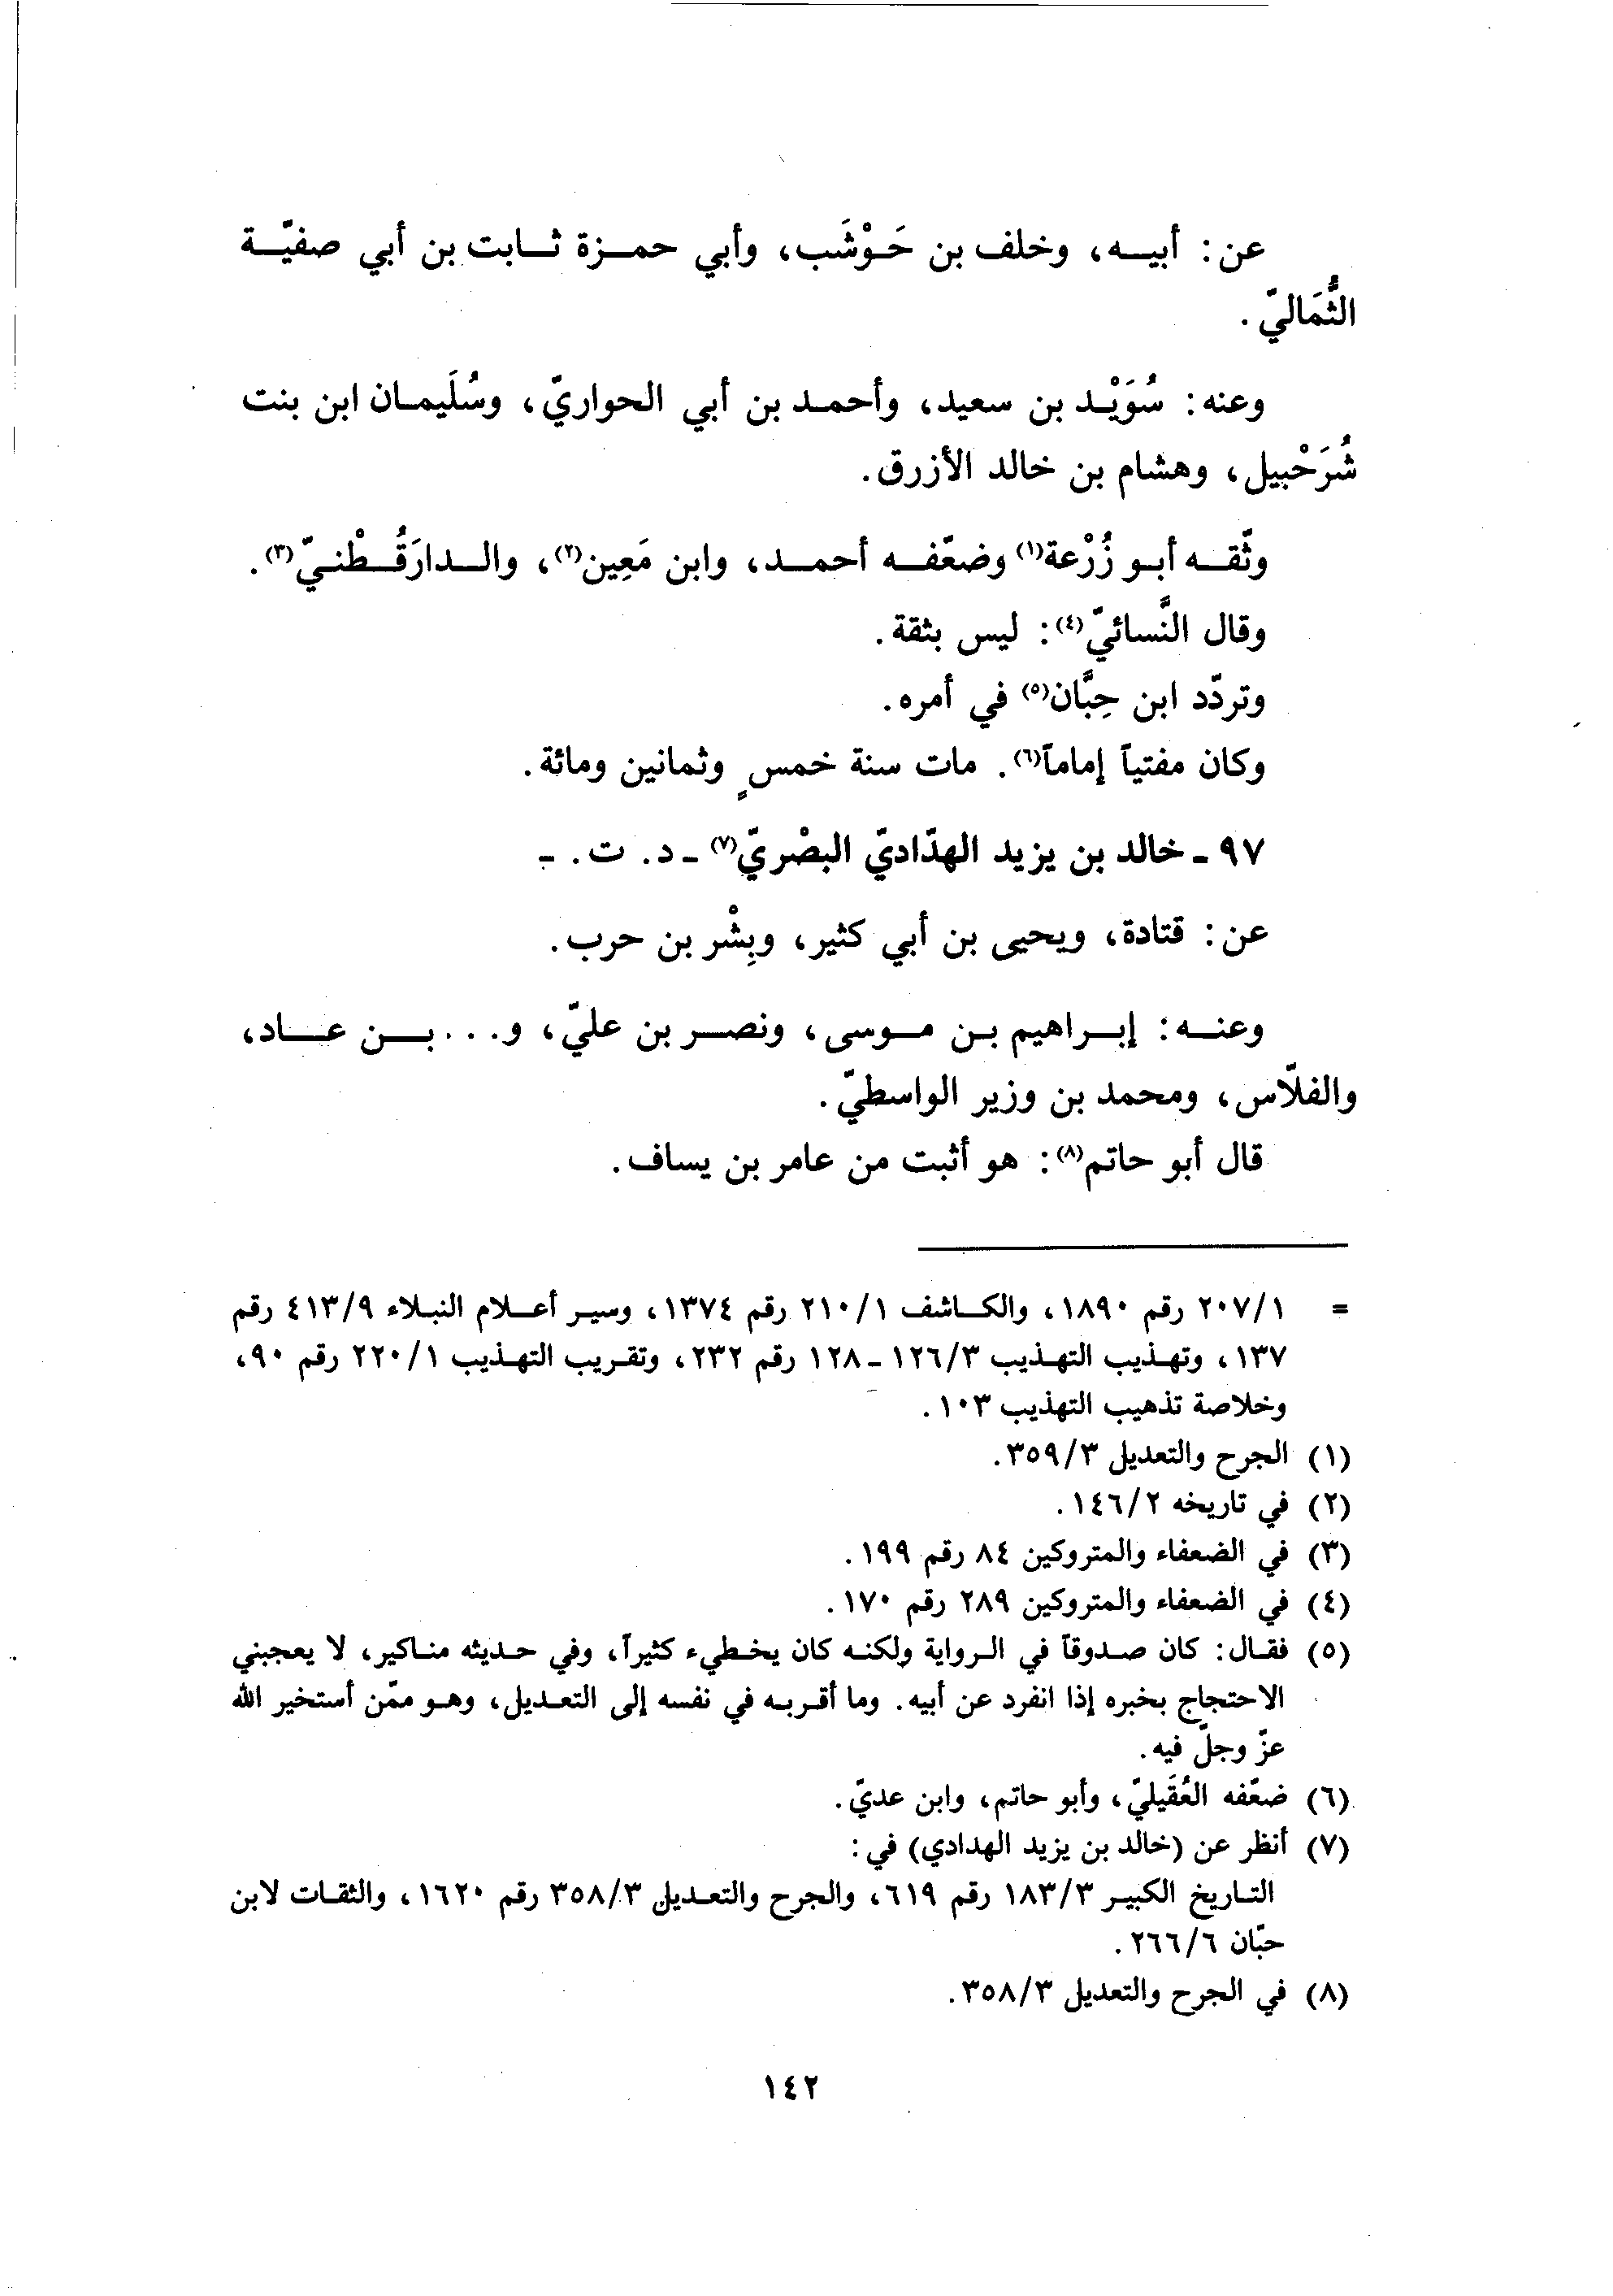 عن: أبيه، وخلف بن حَوْشَب، وأبي حمزة ثابت بن أبي صفيّة
الثُّمَاليّ.
وعنه: سُوَيْد بن سعيد، وأحمد بن أبي الحواريّ، وسُلَيمان ابن بنت
شُرَحْبيل، وهشام بن خالد الأزرق.
وثّقه أبو زُرْعة(١) وضعّفه أحمد، وابن مَعِين(٢)، والدارَقُطْنيّ(٣).
وقال النَّسائيّ(٤): ليس بثقة.
وتردّد ابن حِبَّان(٥) في أمره.
وكان مفتياً إماماً(٦). مات سنة خمسٍ وثمانين ومائة.
٩٧ - خالد بن يزيد الهدّاديّ البصْريّ(٧) - د. ت. -
عن: قتادة، ويحيى بن أبي كثير، وبِشْر بن حرب.
وعنه: إبراهيم بن موسى، ونصر بن عليّ، و... بن عاد،
والفلّاس، ومحمد بن وزير الواسطيّ.
قال أبو حاتم(٨): هو أثبت من عامر بن يساف.
= ٢٠٧/١ رقم ١٨٩٠، والكاشف ٢١٠/١ رقم ١٣٧٤، وسير أعلام النبلاء ٤١٣/٩ رقم
١٣٧، وتهذيب التهذيب ١٢٦/٣ - ١٢٨ رقم ٢٣٢، وتقريب التهذيب ٢٢٠/١ رقم ٩٠،
وخلاصة تذهيب التهذيب ١٠٣.
(١) الجرح والتعديل ٣٥٩/٣.
(٢) في تاريخه ١٤٦/٢.
(٣) في الضعفاء والمتروكين ٨٤ رقم ١٩٩.
(٤) في الضعفاء والمتروكين ٢٨٩ رقم ١٧٠.
(٥) فقال: كان صدوقاً في الرواية ولكنه كان يخطيء كثيراً، وفي حديثه مناكير، لا يعجبني
الاحتجاج بخبره إذا انفرد عن أبيه. وما أقربه في نفسه إلى التعديل، وهو ممّن أستخير الله
عزّ وجلّ فيه.
(٦) ضعّفه العُقَيليّ، وأبو حاتم، وابن عديّ.
(٧) أنظر عن (خالد بن يزيد الهدادي) في:
التاريخ الكبير ١٨٣/٣ رقم ٦١٩، والجرح والتعديل ٣٥٨/٣ رقم ١٦٢٠، والثقات لابن
حبّان ٢٦٦/٦.
(٨) في الجرح والتعديل ٣٥٨/٣.
١٤٢